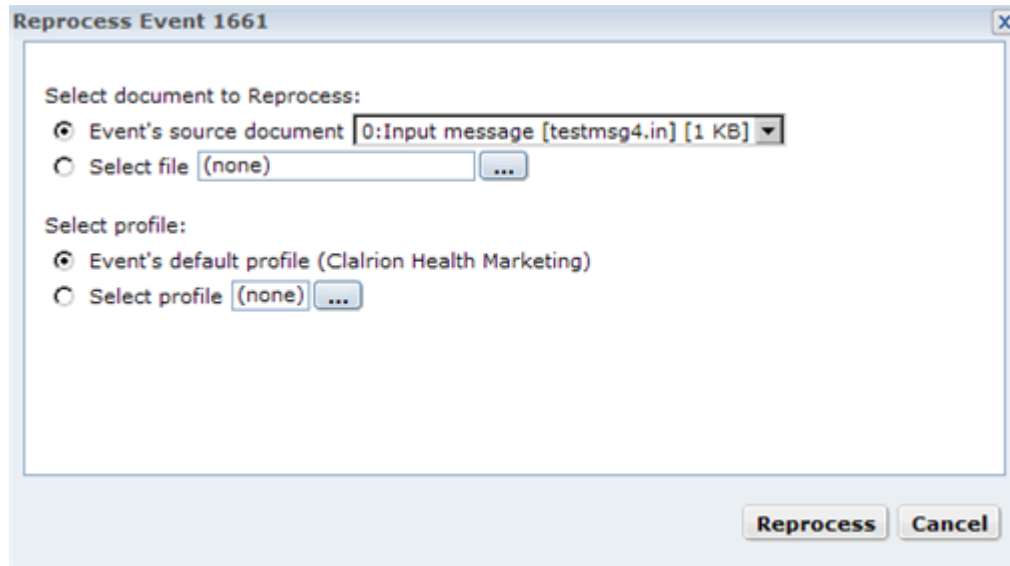 Reprocess Event 1661
X
Select document to Reprocess:
Event's source document 0:Input message [testmsg4.in] [1 KB]
Select file (none) ...
Select profile:
Event's default profile (Clalrion Health Marketing)
Select profile (none) ...
Reprocess Cancel